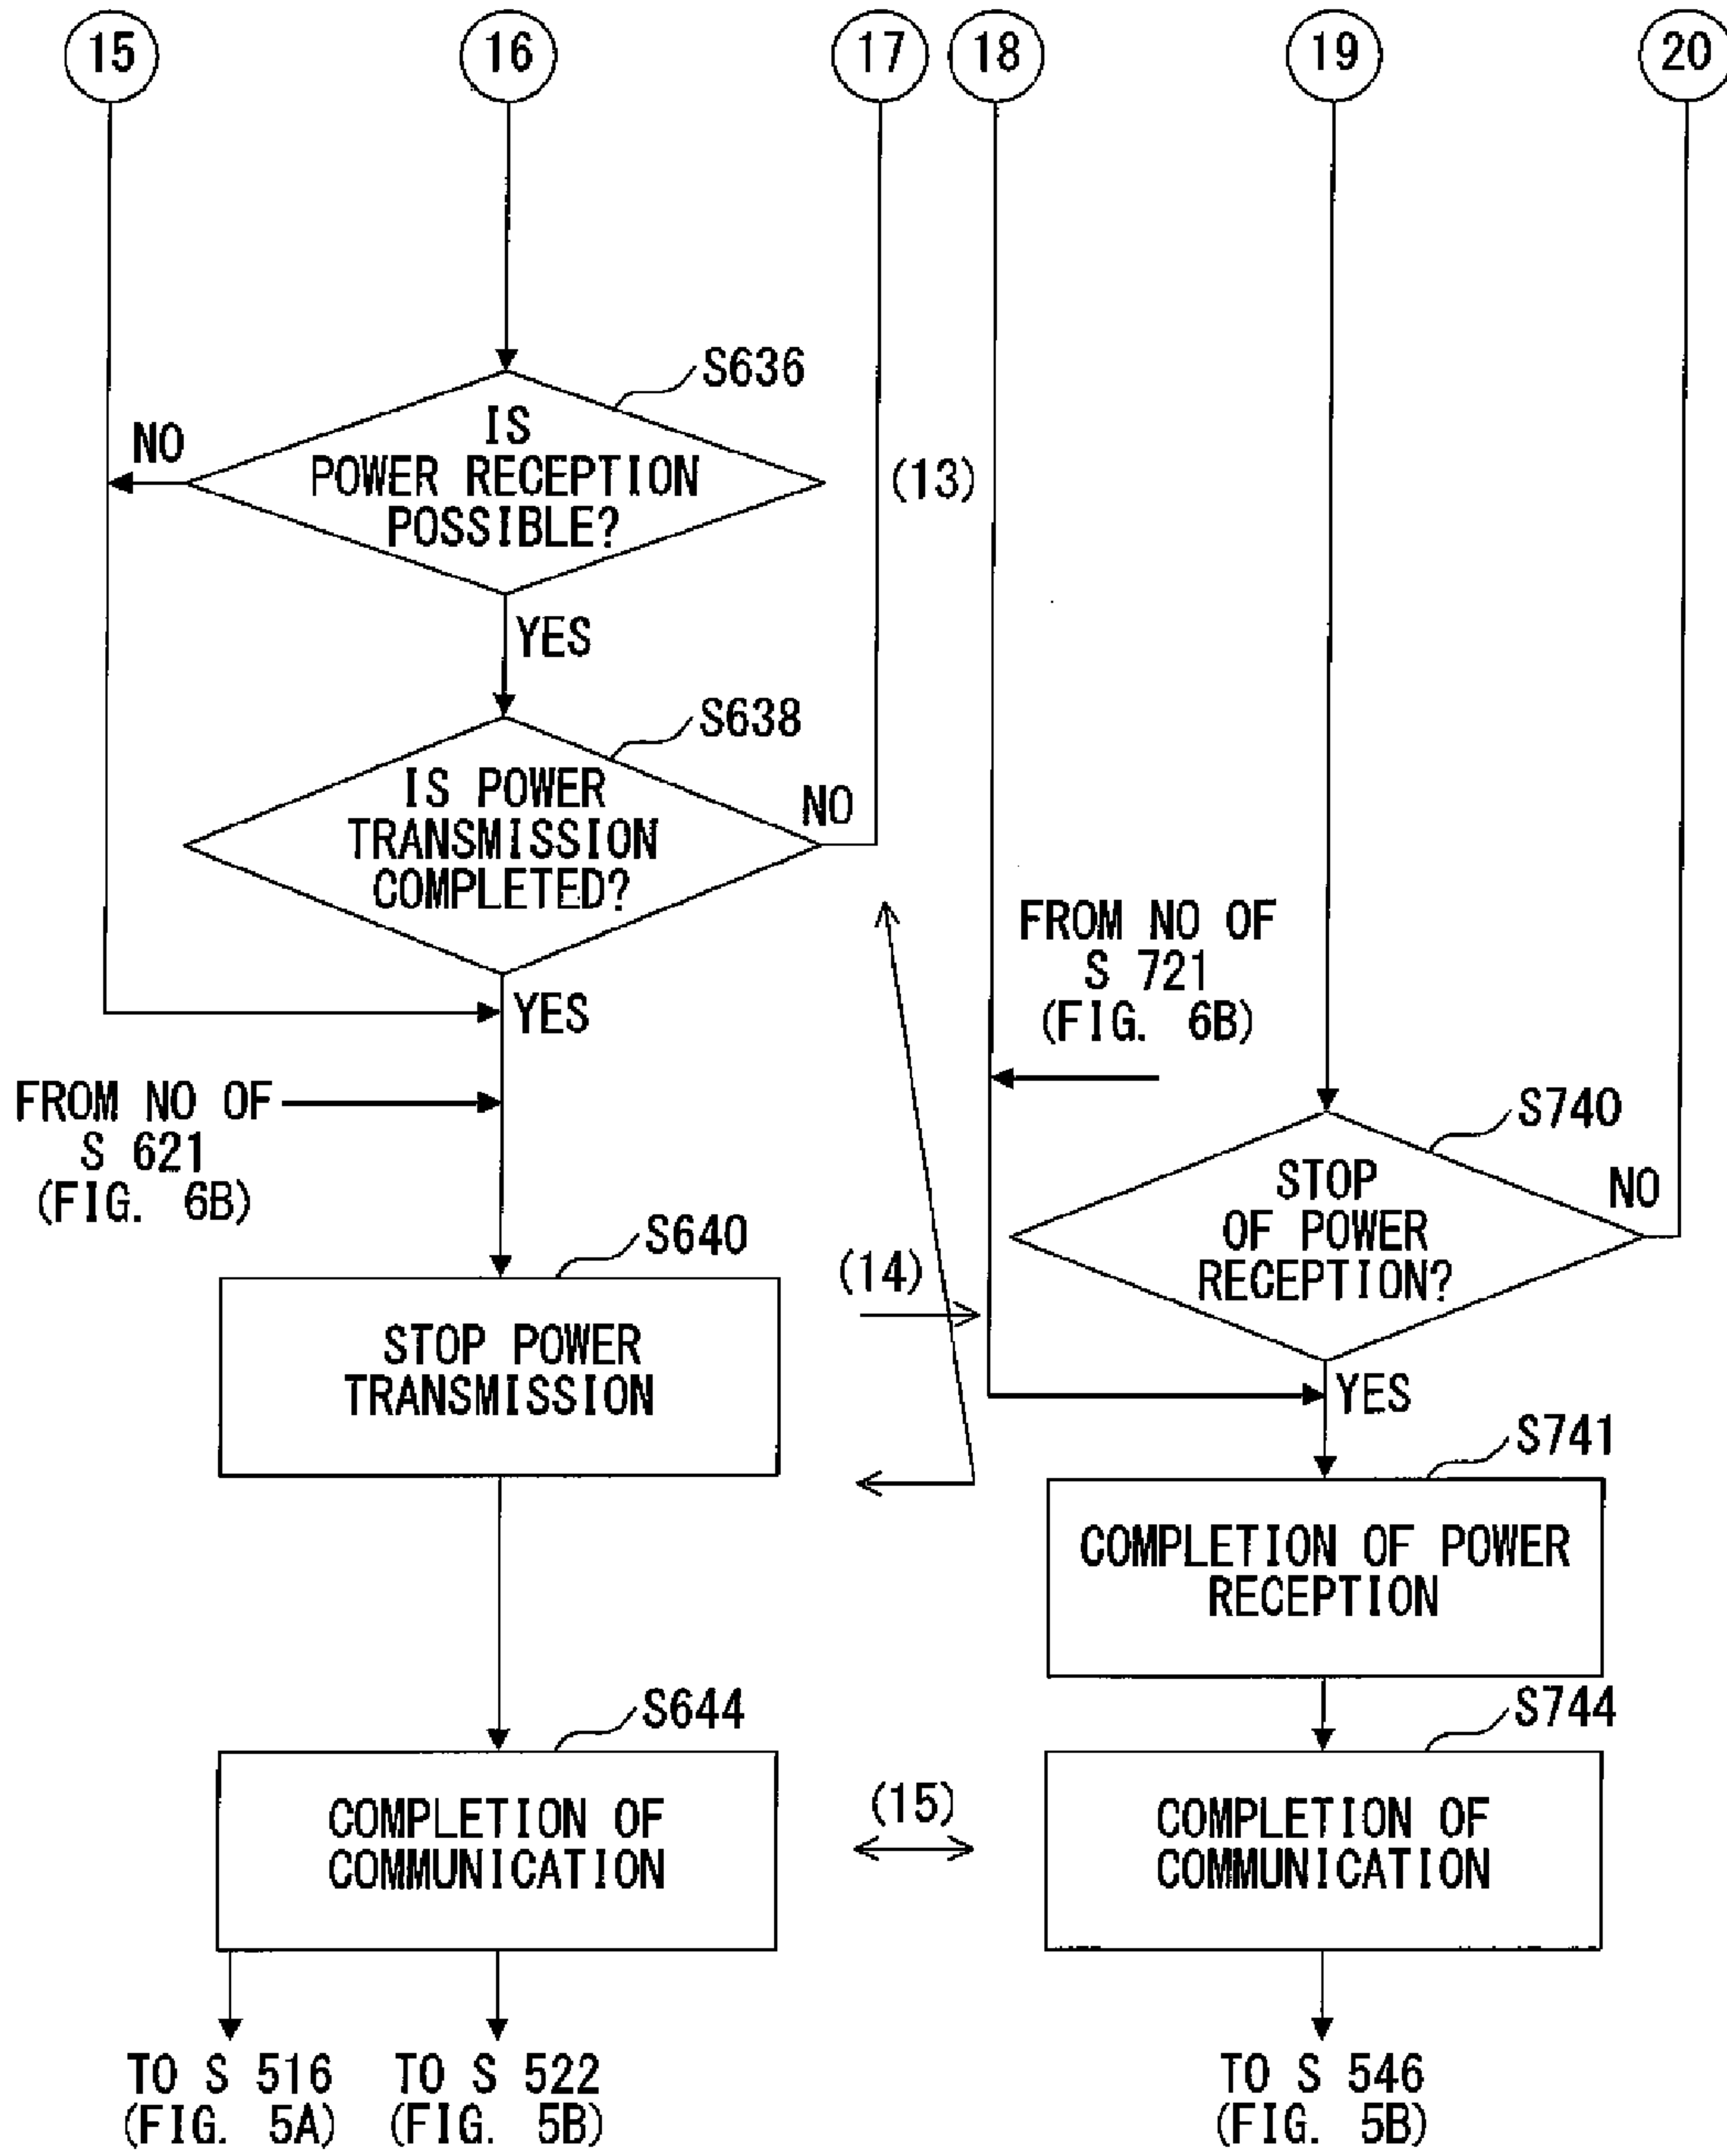 15
16
17
18
19
20
S636
IS
POWER RECEPTION
POSSIBLE?
NO
(13)
YES
S638
IS POWER
TRANSMISSION
COMPLETED?
NO
YES
FROM NO OF
S 721
(FIG. 6B)
FROM NO OF
S 621
(FIG. 6B)
S740
STOP
OF POWER
RECEPTION?
NO
YES
S640
STOP POWER
TRANSMISSION
(14)
S741
COMPLETION OF POWER
RECEPTION
S644
COMPLETION OF
COMMUNICATION
(15)
S744
COMPLETION OF
COMMUNICATION
TO S 516
(FIG. 5A)
TO S 522
(FIG. 5B)
TO S 546
(FIG. 5B)